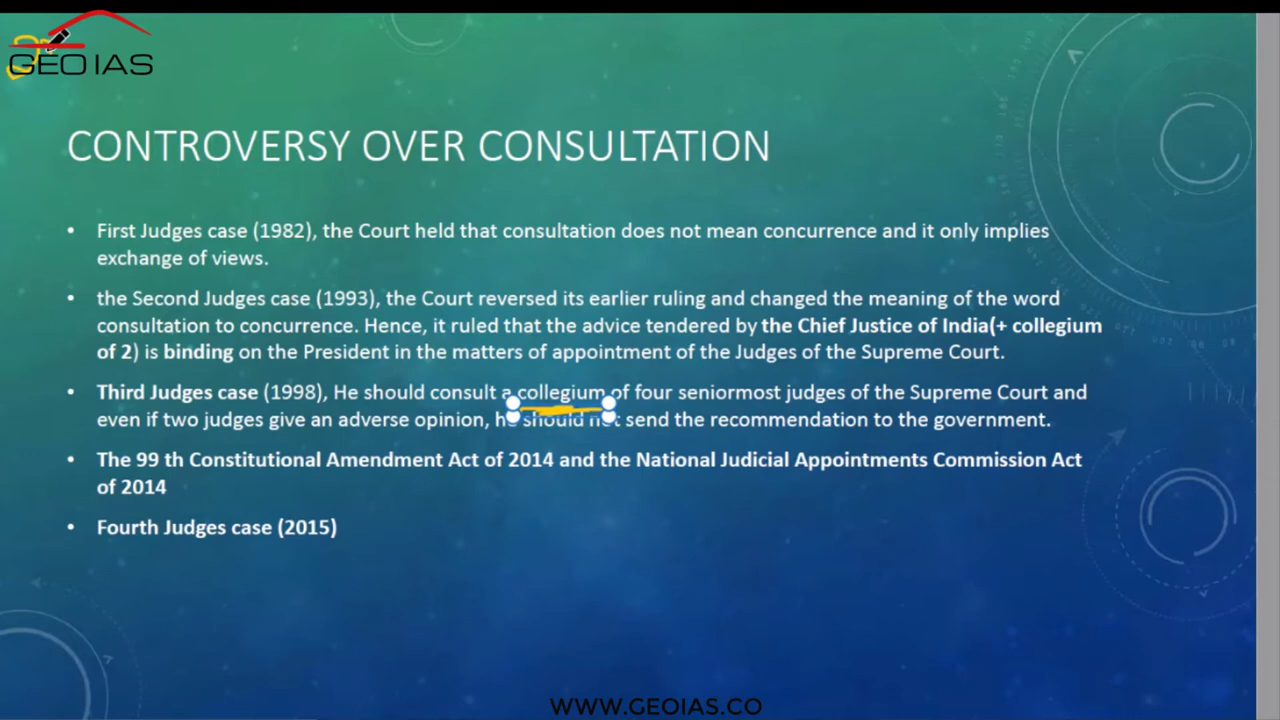 GEO IAS
CONTROVERSY OVER CONSULTATION
• First Judges case (1982), the Court held that consultation does not mean concurrence and it only implies
exchange of views.
• the Second Judges case (1993), the Court reversed its earlier ruling and changed the meaning of the word
consultation to concurrence. Hence, it ruled that the advice tendered by the Chief Justice of India(+ collegium
of 2) is binding on the President in the matters of appointment of the Judges of the Supreme Court.
• Third Judges case (1998), He should consult a collegium of four seniormost judges of the Supreme Court and
even if two judges give an adverse opinion, he should not send the recommendation to the government.
• The 99 th Constitutional Amendment Act of 2014 and the National Judicial Appointments Commission Act
of 2014
• Fourth Judges case (2015)
WWW.GEOIAS.CO